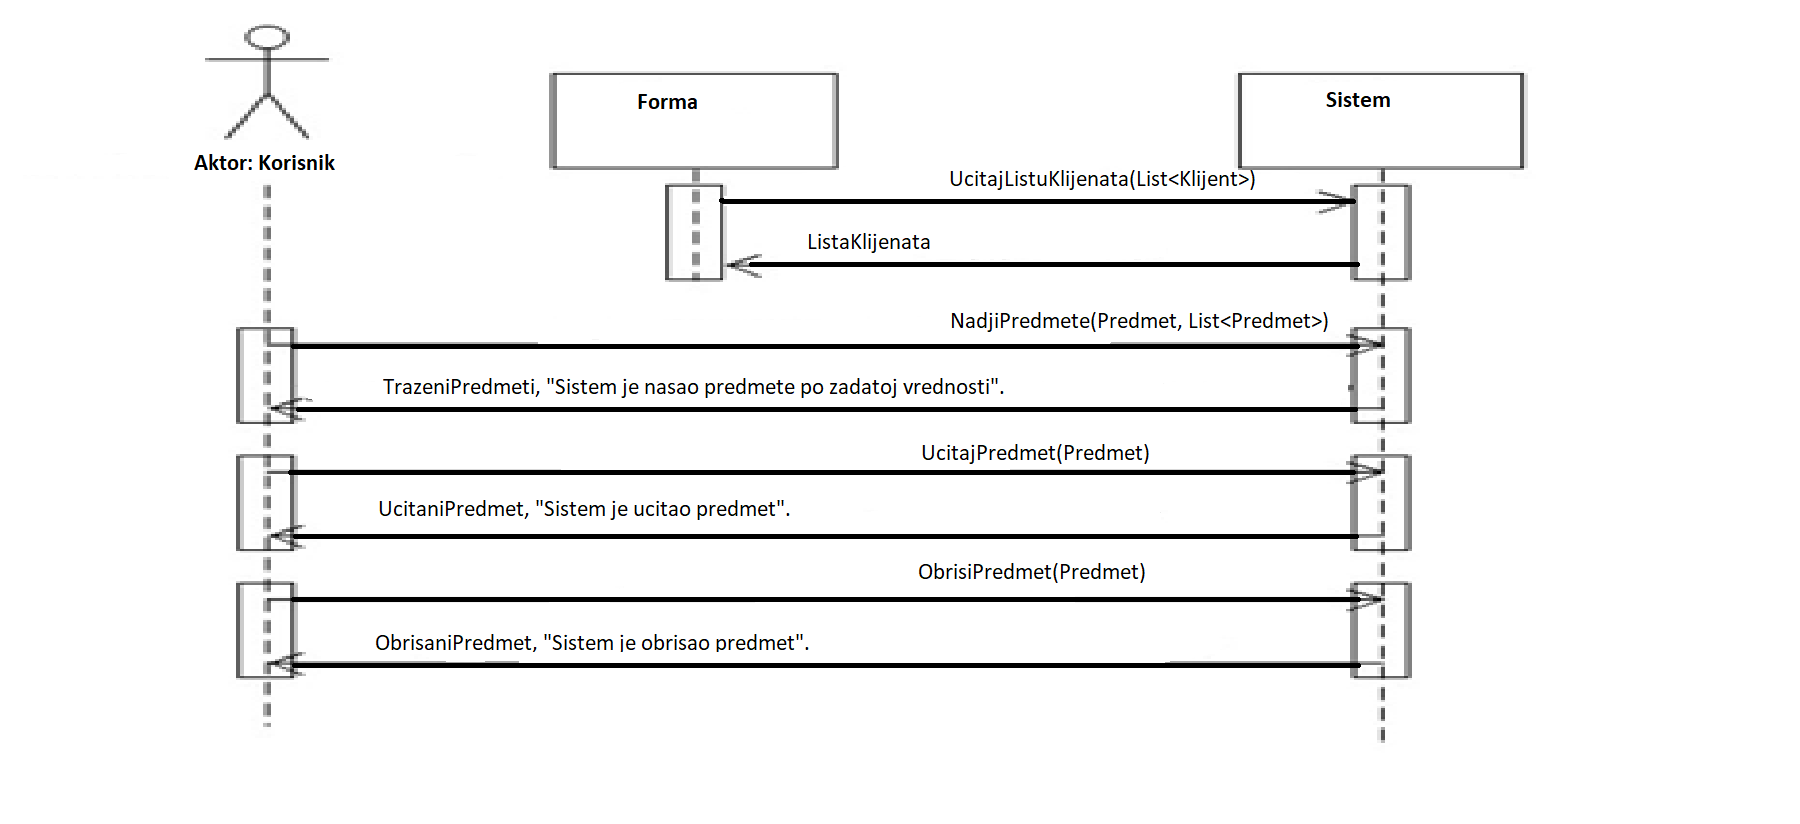 Forma
Sistem
Aktor: Korisnik
UcitajListuKlijenata(List<Klijent>)
ListaKlijenata
NadjiPredmete(Predmet, List<Predmet>)
TrazeniPredmeti, "Sistem je nasao predmete po zadatoj vrednosti".
UcitajPredmet(Predmet)
UcitaniPredmet, "Sistem je ucitao predmet".
ObrisiPredmet(Predmet)
ObrisaniPredmet, "Sistem je obrisao predmet".